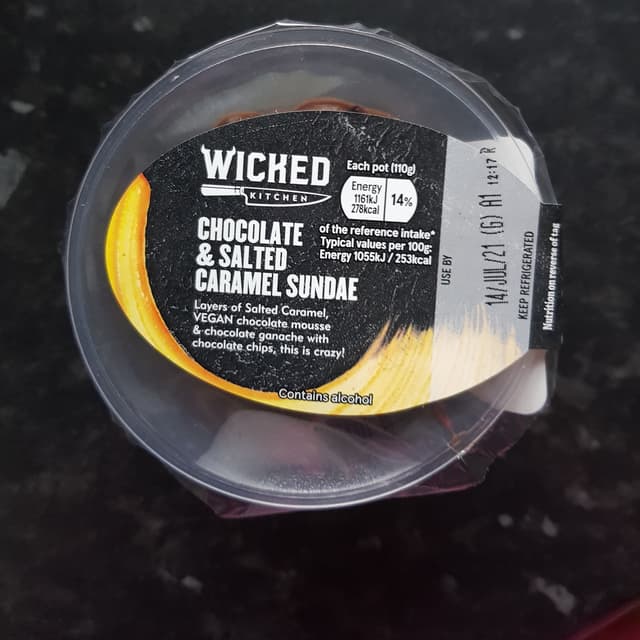 WICKED
KITCHEN
CHOCOLATE
& SALTED
CARAMEL SUNDAE
Layers of Salted Caramel,
VEGAN chocolate mousse
& chocolate ganache with
chocolate chips, this is crazy!
Contains alcohol
Each pot (110g)
Energy
1161kJ
278kcal
14%
of the reference intake*
Typical values per 100g:
Energy 1055kJ / 253kcal
USE BY
14/JUL/21 (G) A1 12:17 R
KEEP REFRIGERATED
Nutrition on reverse of tag